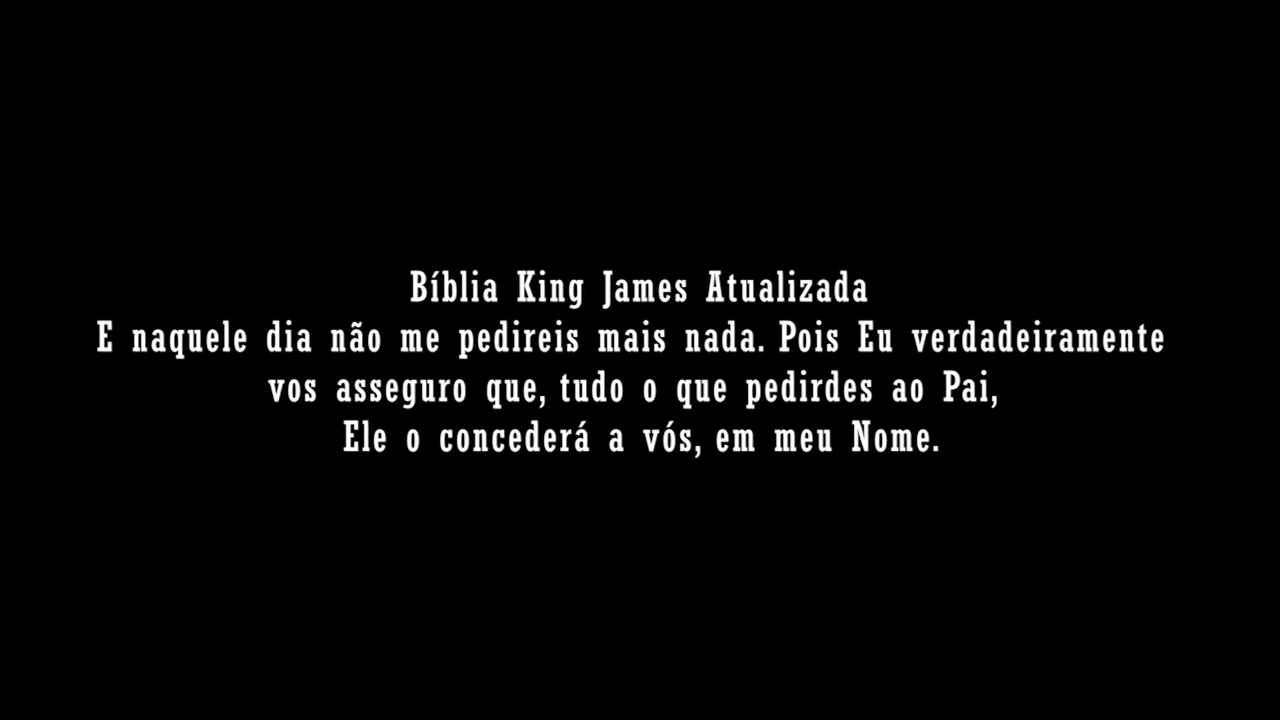 Bíblia King James Atualizada
E naquele dia não me pedireis mais nada. Pois Eu verdadeiramente
vos asseguro que, tudo o que pedirdes ao Pai,
Ele o concederá a vós, em meu Nome.